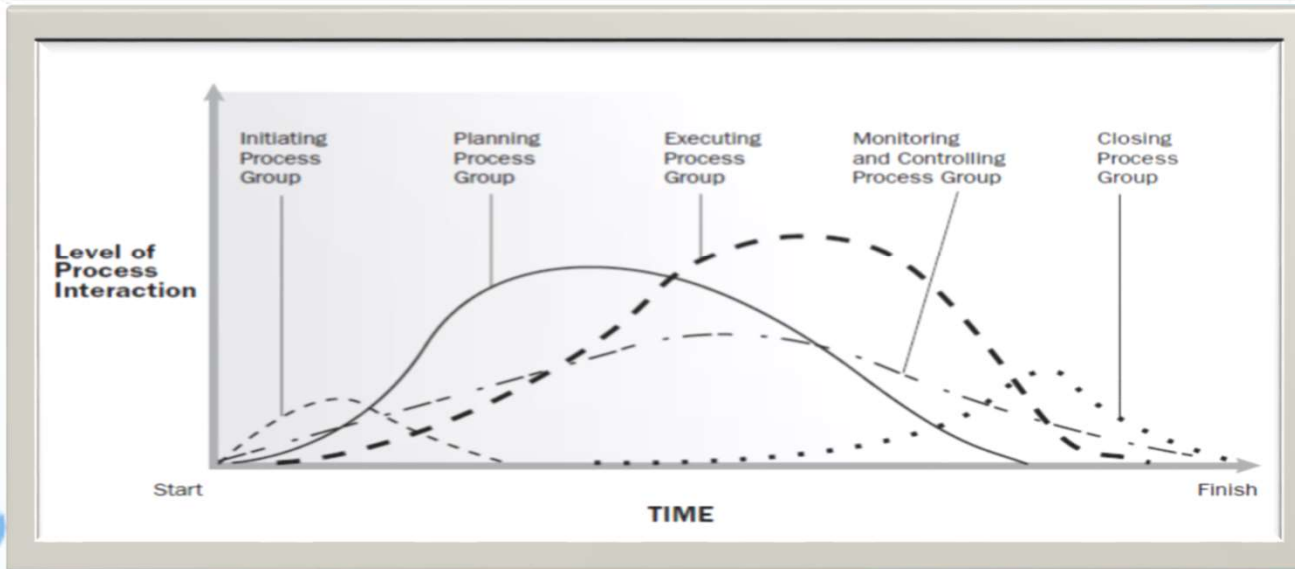 Initiating
Process
Group
Planning
Process
Group
Executing
Process
Group
Monitoring
and Controlling
Process Group
Closing
Process
Group
Level of
Process
Interaction
Start
Finish
TIME